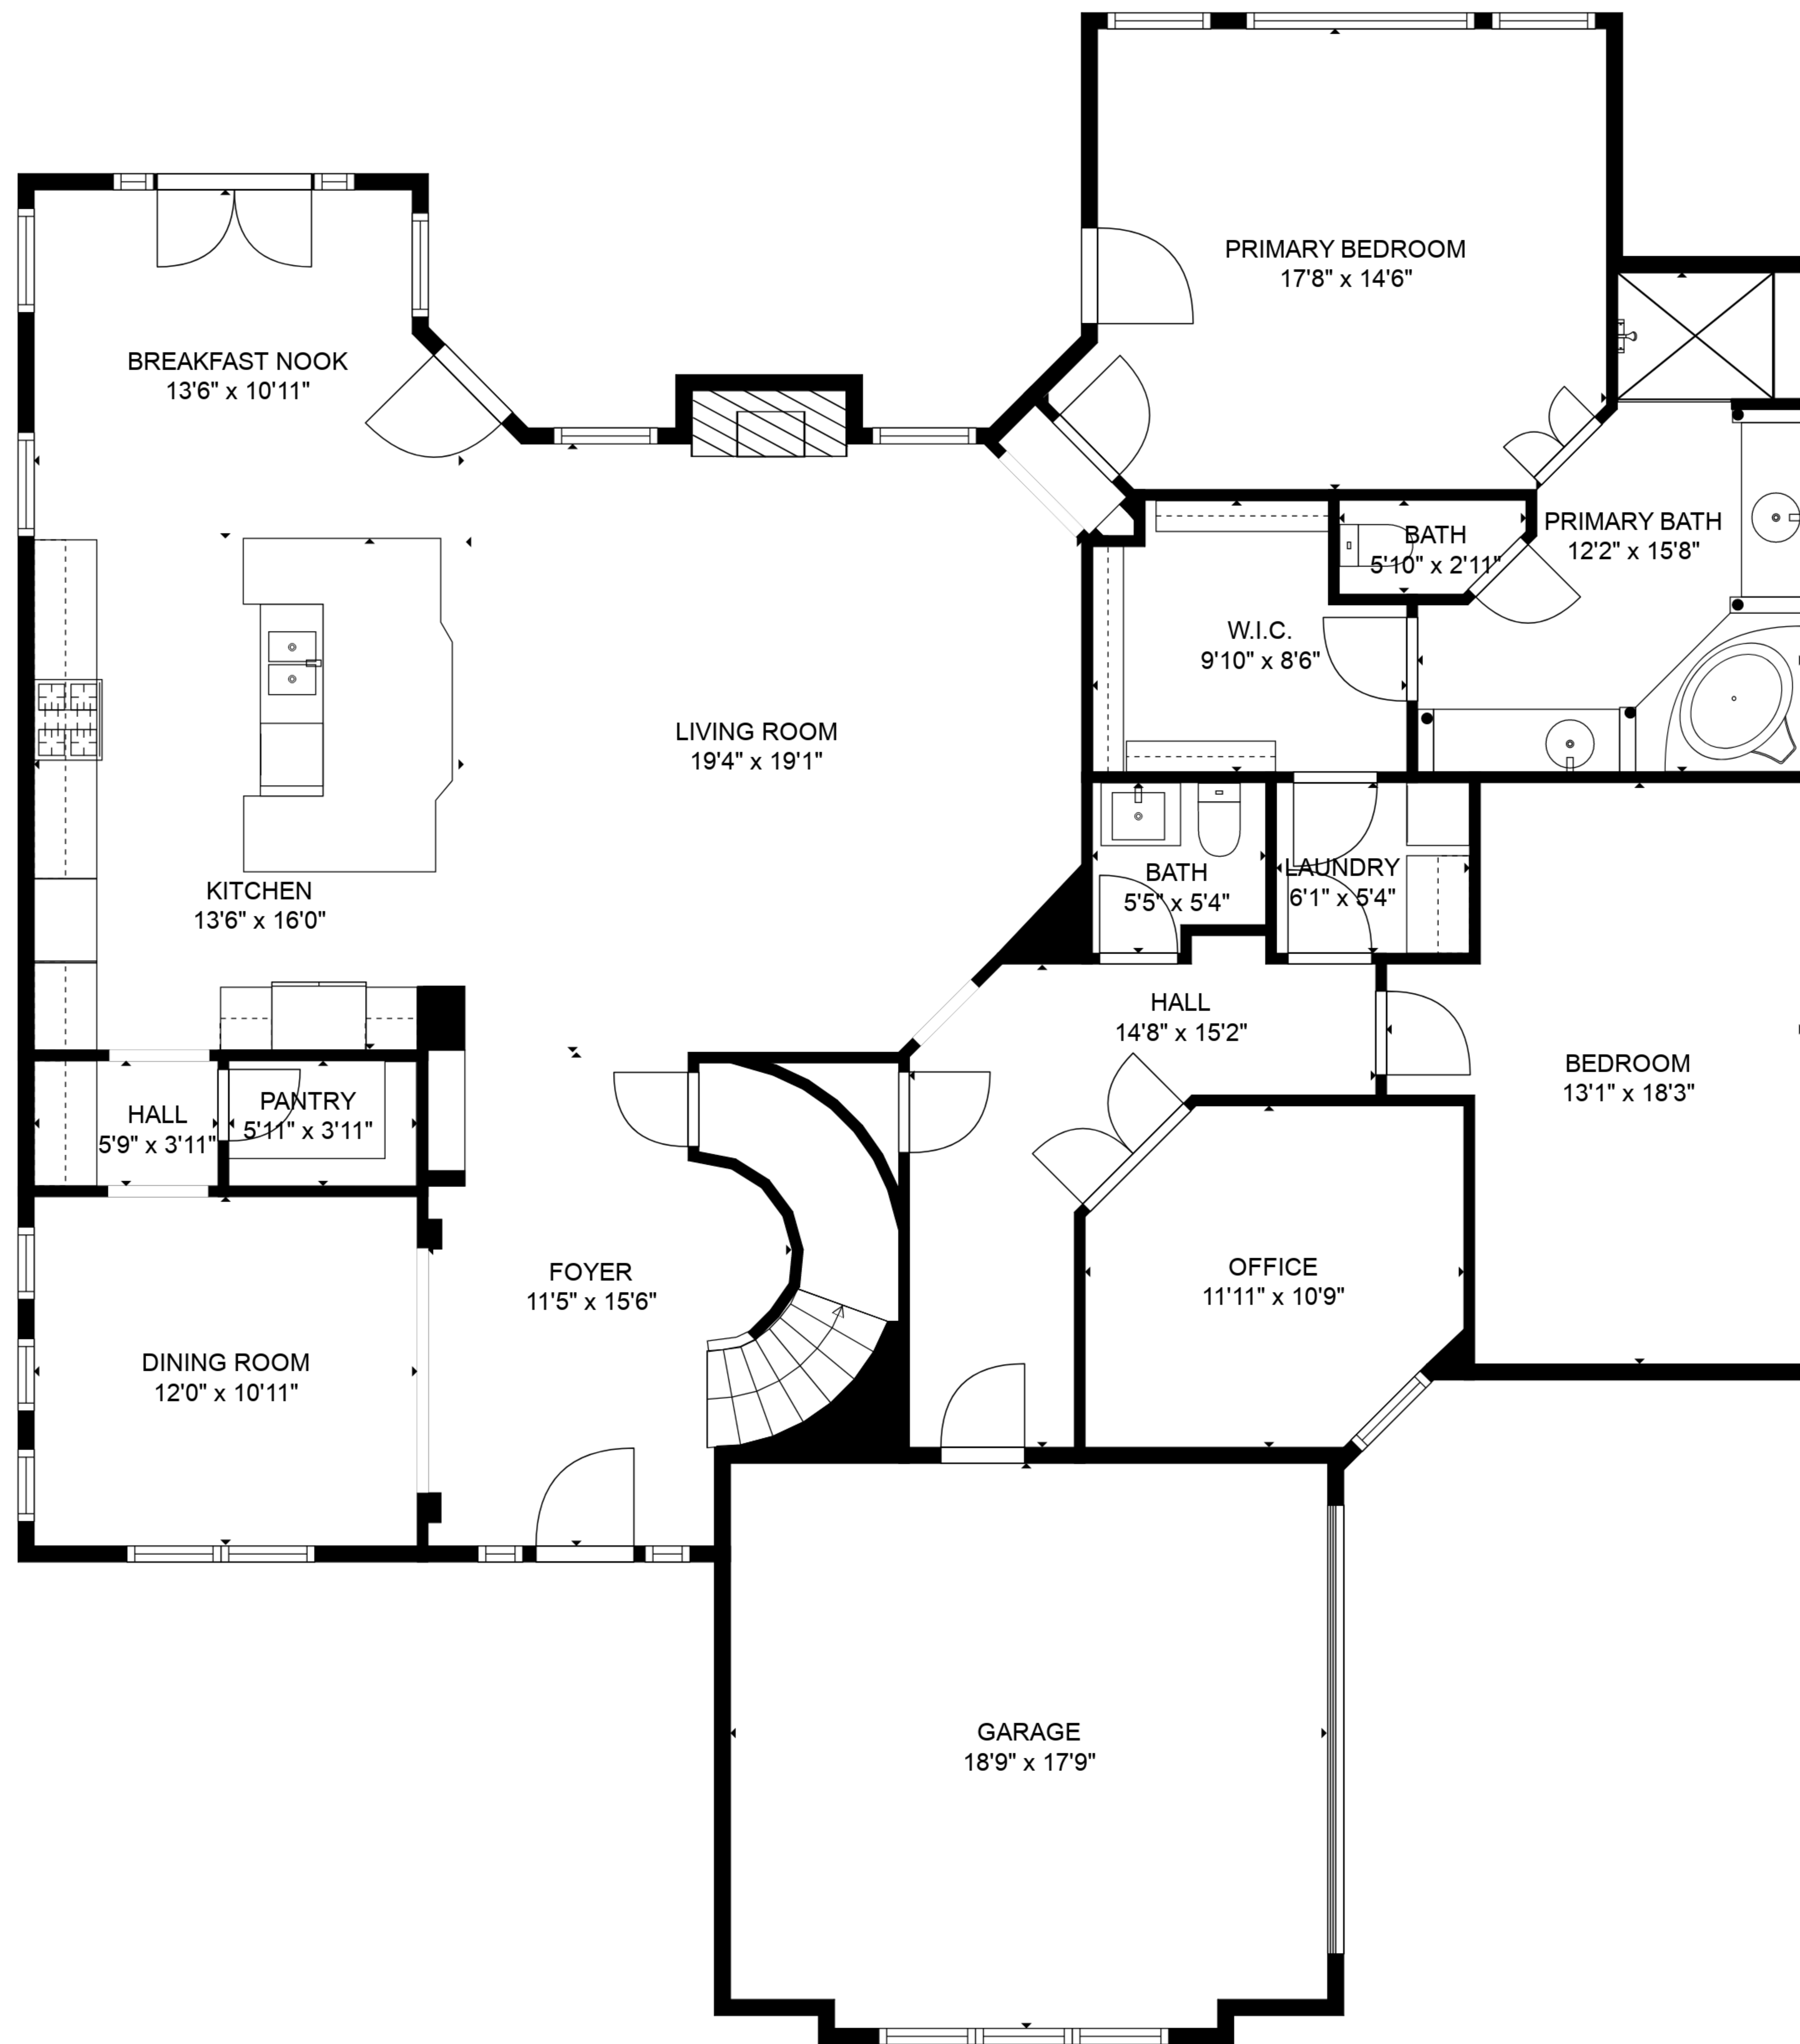 PRIMARY BEDROOM
17'8" x 14'6"
BREAKFAST NOOK
13'6" x 10'11"
PRIMARY BATH
12'2" x 15'8"
BATH
5'10" x 2'11"
W.I.C.
9'10" x 8'6"
LIVING ROOM
19'4" x 19'1"
KITCHEN
13'6" x 16'0"
BATH
5'5" x 5'4"
LAUNDRY
6'1" x 5'4"
HALL
14'8" x 15'2"
BEDROOM
13'1" x 18'3"
HALL
5'9" x 3'11"
PANTRY
5'11" x 3'11"
FOYER
11'5" x 15'6"
OFFICE
11'11" x 10'9"
DINING ROOM
12'0" x 10'11"
GARAGE
18'9" x 17'9"